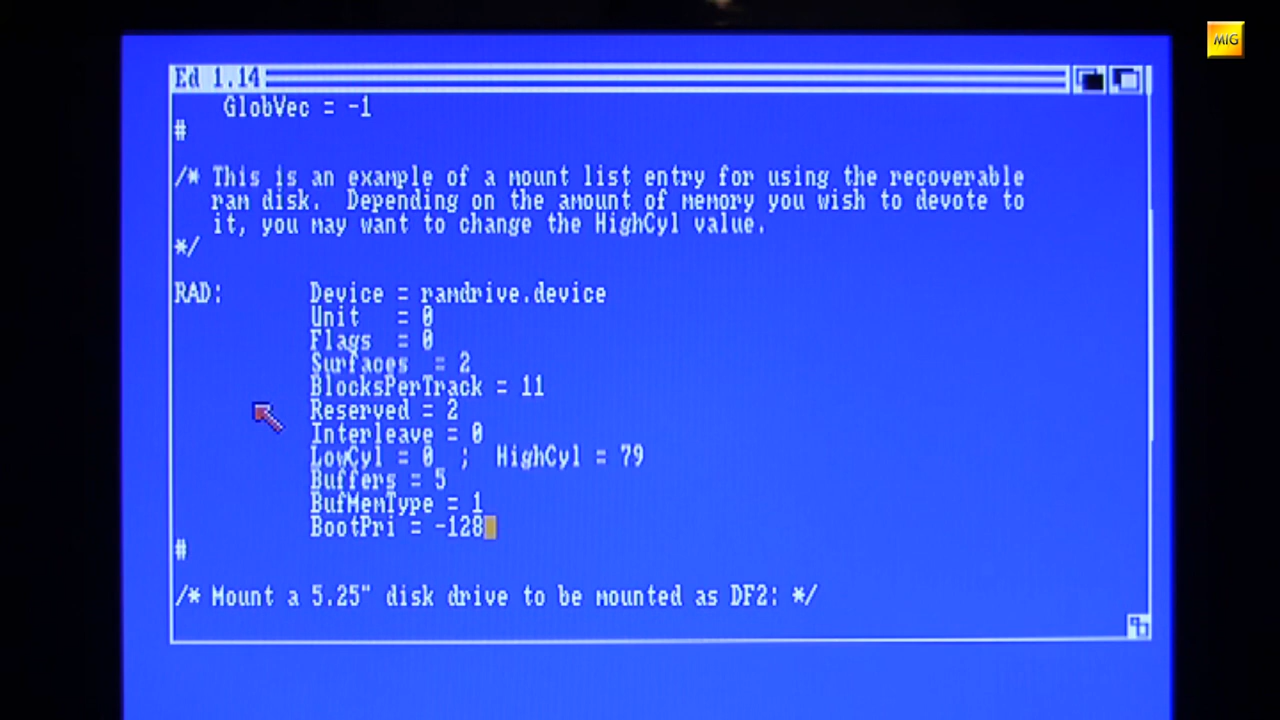 MIG
Ed 1.14
GlobVec = -1
#
/* This is an example of a mount list entry for using the recoverable
ram disk.  Depending on the amount of memory you wish to devote to
it, you may want to change the HighCyl value.
*/
RAD:       Device = ramdrive.device
Unit   = 0
Flags  = 0
Surfaces  = 2
BlocksPerTrack = 11
Reserved = 2
Interleave = 0
LowCyl = 0  ;  HighCyl = 79
Buffers = 5
BufMemType = 1
BootPri = -128
#
/* Mount a 5.25" disk drive to be mounted as DF2: */